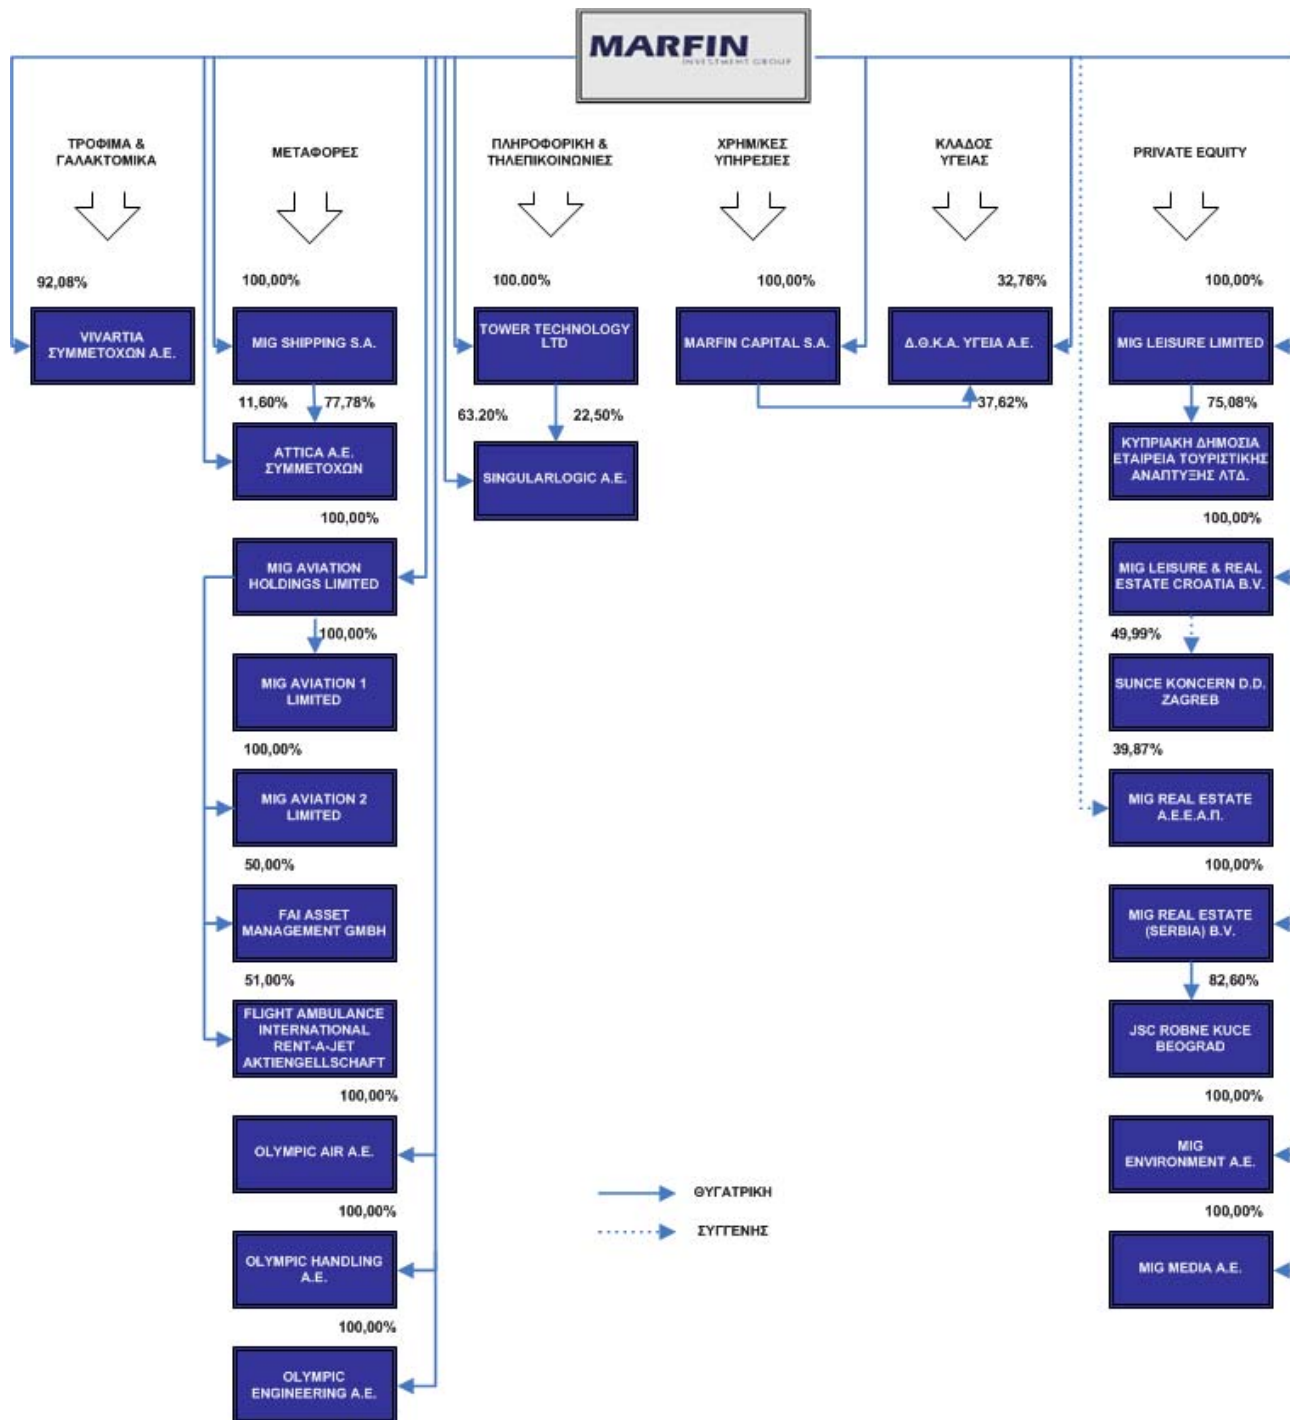 MARFIN
INVESTMENT GROUP
ΤΡΟΦΙΜΑ &
ΓΑΛΑΚΤΟΜΙΚΑ
92,08%
VIVARTIA
ΣΥΜΜΕΤΟΧΩΝ Α.Ε.
ΜΕΤΑΦΟΡΕΣ
100,00%
MIG SHIPPING S.A.
11,60% 77,78%
ATTICA A.E.
ΣΥΜΜΕΤΟΧΩΝ
100,00%
MIG AVIATION
HOLDINGS LIMITED
100,00%
MIG AVIATION 1
LIMITED
100,00%
MIG AVIATION 2
LIMITED
50,00%
FAI ASSET
MANAGEMENT GMBH
51,00%
FLIGHT AMBULANCE
INTERNATIONAL
RENT-A-JET
AKTIENGELLSCHAFT
100,00%
OLYMPIC AIR A.E.
100,00%
OLYMPIC HANDLING
A.E.
100,00%
OLYMPIC
ENGINEERING A.E.
ΠΛΗΡΟΦΟΡΙΚΗ &
ΤΗΛΕΠΙΚΟΙΝΩΝΙΕΣ
100.00%
TOWER TECHNOLOGY
LTD
63.20% 22,50%
SINGULARLOGIC A.E.
ΧΡΗΜ/ΚΕΣ
ΥΠΗΡΕΣΙΕΣ
100,00%
MARFIN CAPITAL S.A.
ΚΛΑΔΟΣ
ΥΓΕΙΑΣ
32,76%
Δ.Θ.Κ.Α. ΥΓΕΙΑ Α.Ε.
37,62%
PRIVATE EQUITY
100,00%
MIG LEISURE LIMITED
75,08%
ΚΥΠΡΙΑΚΗ ΔΗΜΟΣΙΑ
ΕΤΑΙΡΕΙΑ ΤΟΥΡΙΣΤΙΚΗΣ
ΑΝΑΠΤΥΞΗΣ ΛΤΔ.
100,00%
MIG LEISURE & REAL
ESTATE CROATIA B.V.
49,99%
SUNCE KONCERN D.D.
ZAGREB
39,87%
MIG REAL ESTATE
Α.Ε.Ε.Α.Π.
100,00%
MIG REAL ESTATE
(SERBIA) B.V.
82,60%
JSC ROBNE KUCE
BEOGRAD
100,00%
MIG
ENVIRONMENT A.E.
100,00%
MIG MEDIA A.E.
ΘΥΓΑΤΡΙΚΗ
ΣΥΓΓΕΝΗΣ